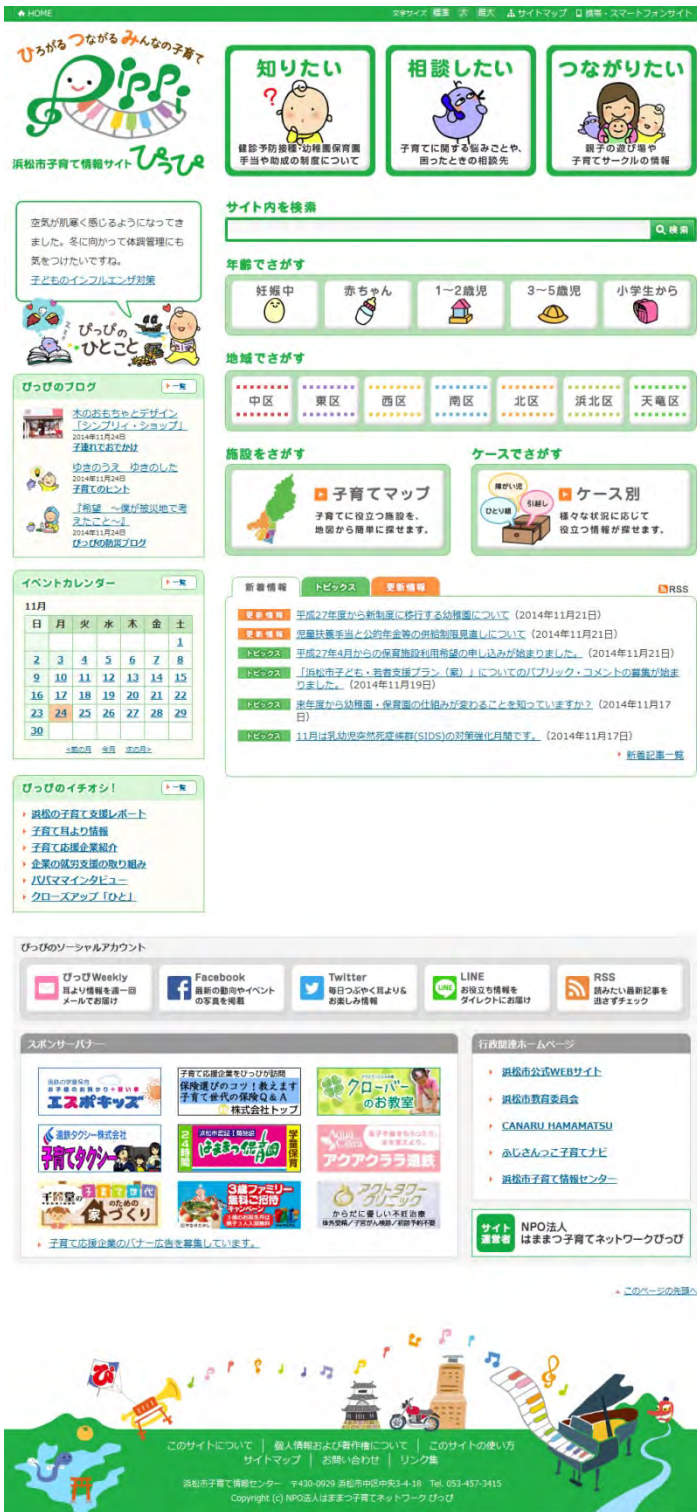 HOME
文字サイズ 標準 大 最大 サイトマップ 携帯・スマートフォンサイト
ひろがる つながる みんなの子育て
Pippi
浜松市子育て情報サイト ぴっぴ
知りたい
?
健診予防接種・幼稚園保育園
手当や助成の制度について
相談したい
子育てに関する悩みごとや、
困ったときの相談先
つながりたい
親子の遊び場や
子育てサークルの情報
空気が肌寒く感じるようになってき
ました。冬に向かって体調管理にも
気をつけたいですね。
子どものインフルエンザ対策
ぴっぴの
ひとこと
サイト内を検索
検索
年齢でさがす
妊娠中 赤ちゃん 1~2歳児 3~5歳児 小学生から
地域でさがす
中区 東区 西区 南区 北区 浜北区 天竜区
施設をさがす
子育てマップ
子育てに役立つ施設を、
地図から簡単に探せます。
ケースでさがす
障がい児
ひとり親
引越し
ケース別
様々な状況に応じて
役立つ情報が探せます。
ぴっぴのブログ 一覧
木のおもちゃとデザイン
「シンプリィ・ショップ」
2014年11月24日
子連れでおでかけ
ゆきのうえ ゆきのした
2014年11月24日
子育てのヒント
『希望 ~僕が被災地で考
えたこと~』
2014年11月24日
ぴっぴの防災ブログ
イベントカレンダー 一覧
11月
日 月 火 水 木 金 土
1
2 3 4 5 6 7 8
9 10 11 12 13 14 15
16 17 18 19 20 21 22
23 24 25 26 27 28 29
30
<前の月 今月 次の月>
新着情報 トピックス 更新情報 RSS
更新情報 平成27年度から新制度に移行する幼稚園について (2014年11月21日)
更新情報 児童扶養手当と公的年金等の併給制限見直しについて (2014年11月21日)
トピックス 平成27年4月からの保育施設利用希望の申し込みが始まりました。 (2014年11月21日)
トピックス 「浜松市子ども・若者支援プラン(案)」についてのパブリック・コメントの募集が始ま
りました。 (2014年11月19日)
トピックス 来年度から幼稚園・保育園の仕組みが変わることを知っていますか? (2014年11月17
日)
トピックス 11月は乳幼児突然死症候群(SIDS)の対策強化月間です。 (2014年11月17日)
新着記事一覧
ぴっぴのイチオシ! 一覧
浜松の子育て支援レポート
子育て耳より情報
子育て応援企業紹介
企業の就労支援の取り組み
パパママインタビュー
クローズアップ「ひと」
ぴっぴのソーシャルアカウント
ぴっぴWeekly
耳より情報を週一回
メールでお届け
Facebook
最新の動向やイベント
の写真を掲載
Twitter
毎日つぶやく耳より&
お楽しみ情報
LINE
LINE
お役立ち情報を
ダイレクトにお届け
RSS
読みたい最新記事を
逃さずチェック
スポンサーバナー
エスポキッズ
子育て応援企業をぴっぴが訪問
保険選びのコツ!教えます
子育て世代の保険Q&A
株式会社トップ
クローバー
のお教室
遠鉄タクシー株式会社
子育てタクシー
24時間
はままつ保育園
学童保育
アクアクララ遠鉄
千陸堂の
子育て世代
のための
家づくり
3歳ファミリー
無料ご招待
キャンペーン
アクトタワー
クリニック
からだに優しい不妊治療
体外受精/子宮がん検診/初診予約不要
子育て応援企業のバナー広告を募集しています。
行政関連ホームページ
浜松市公式WEBサイト
浜松市教育委員会
CANARU HAMAMATSU
ふじさんっこ子育てナビ
浜松市子育て情報センター
サイト
運営者
NPO法人
はままつ子育てネットワークぴっぴ
このページの先頭へ
ぴ
このサイトについて | 個人情報および著作権について | このサイトの使い方
サイトマップ | お問い合わせ | リンク集
浜松市子育て情報センター 〒430-0929 浜松市中区中央3-4-18 Tel. 053-457-3415
Copyright (c) NPO法人はままつ子育てネットワーク ぴっぴ